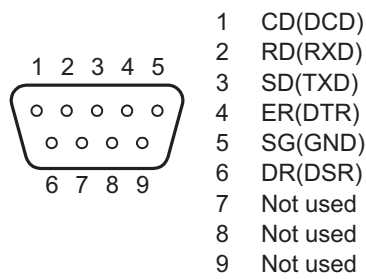 1 2 3 4 5
6 7 8 9
1 CD(DCD)
2 RD(RXD)
3 SD(TXD)
4 ER(DTR)
5 SG(GND)
6 DR(DSR)
7 Not used
8 Not used
9 Not used